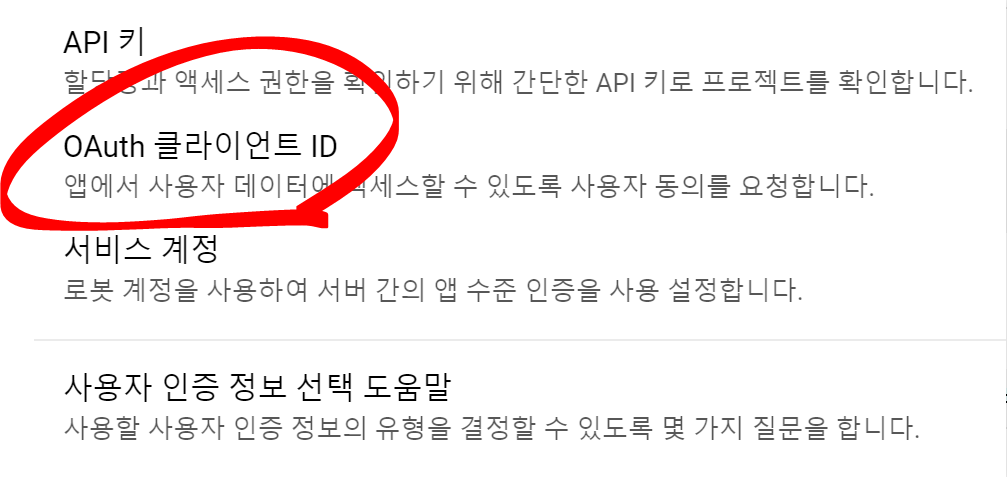 API 키
할당량과 액세스 권한을 확인하기 위해 간단한 API 키로 프로젝트를 확인합니다.
OAuth 클라이언트 ID
앱에서 사용자 데이터에 액세스할 수 있도록 사용자 동의를 요청합니다.
서비스 계정
로봇 계정을 사용하여 서버 간의 앱 수준 인증을 사용 설정합니다.
사용자 인증 정보 선택 도움말
사용할 사용자 인증 정보의 유형을 결정할 수 있도록 몇 가지 질문을 합니다.